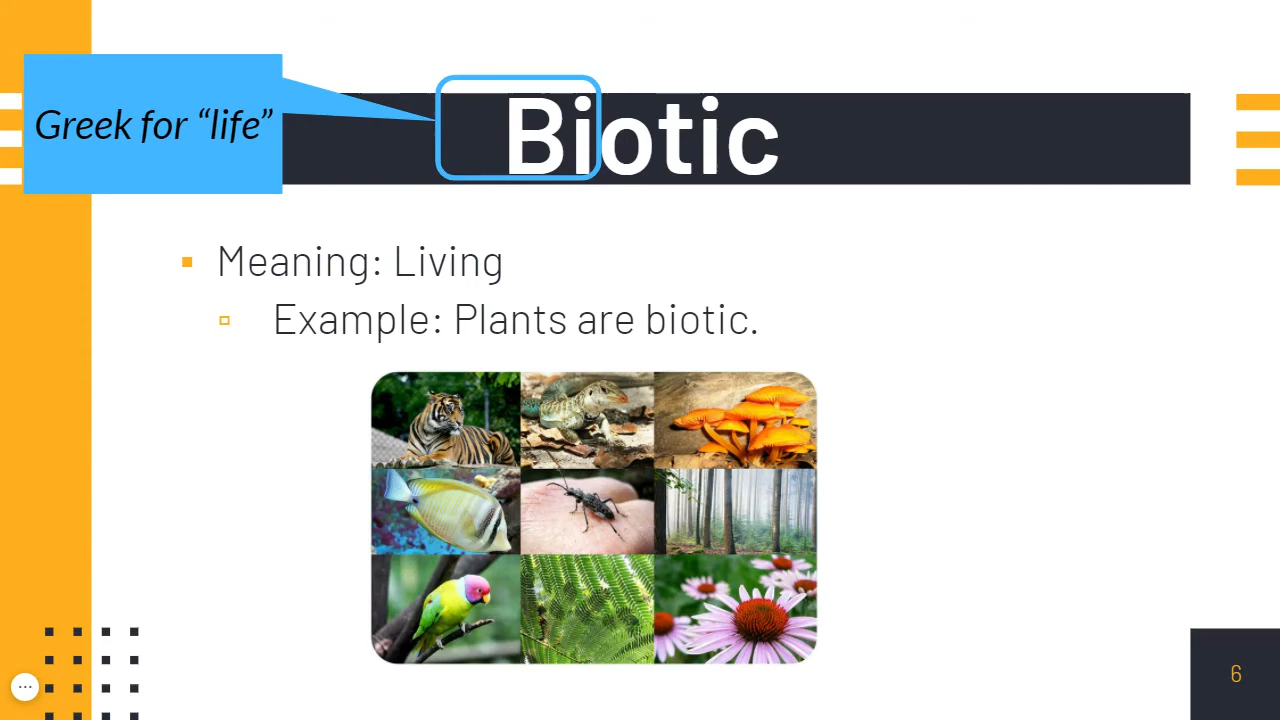 Greek for “life”
Biotic
Meaning: Living
Example: Plants are biotic.
6